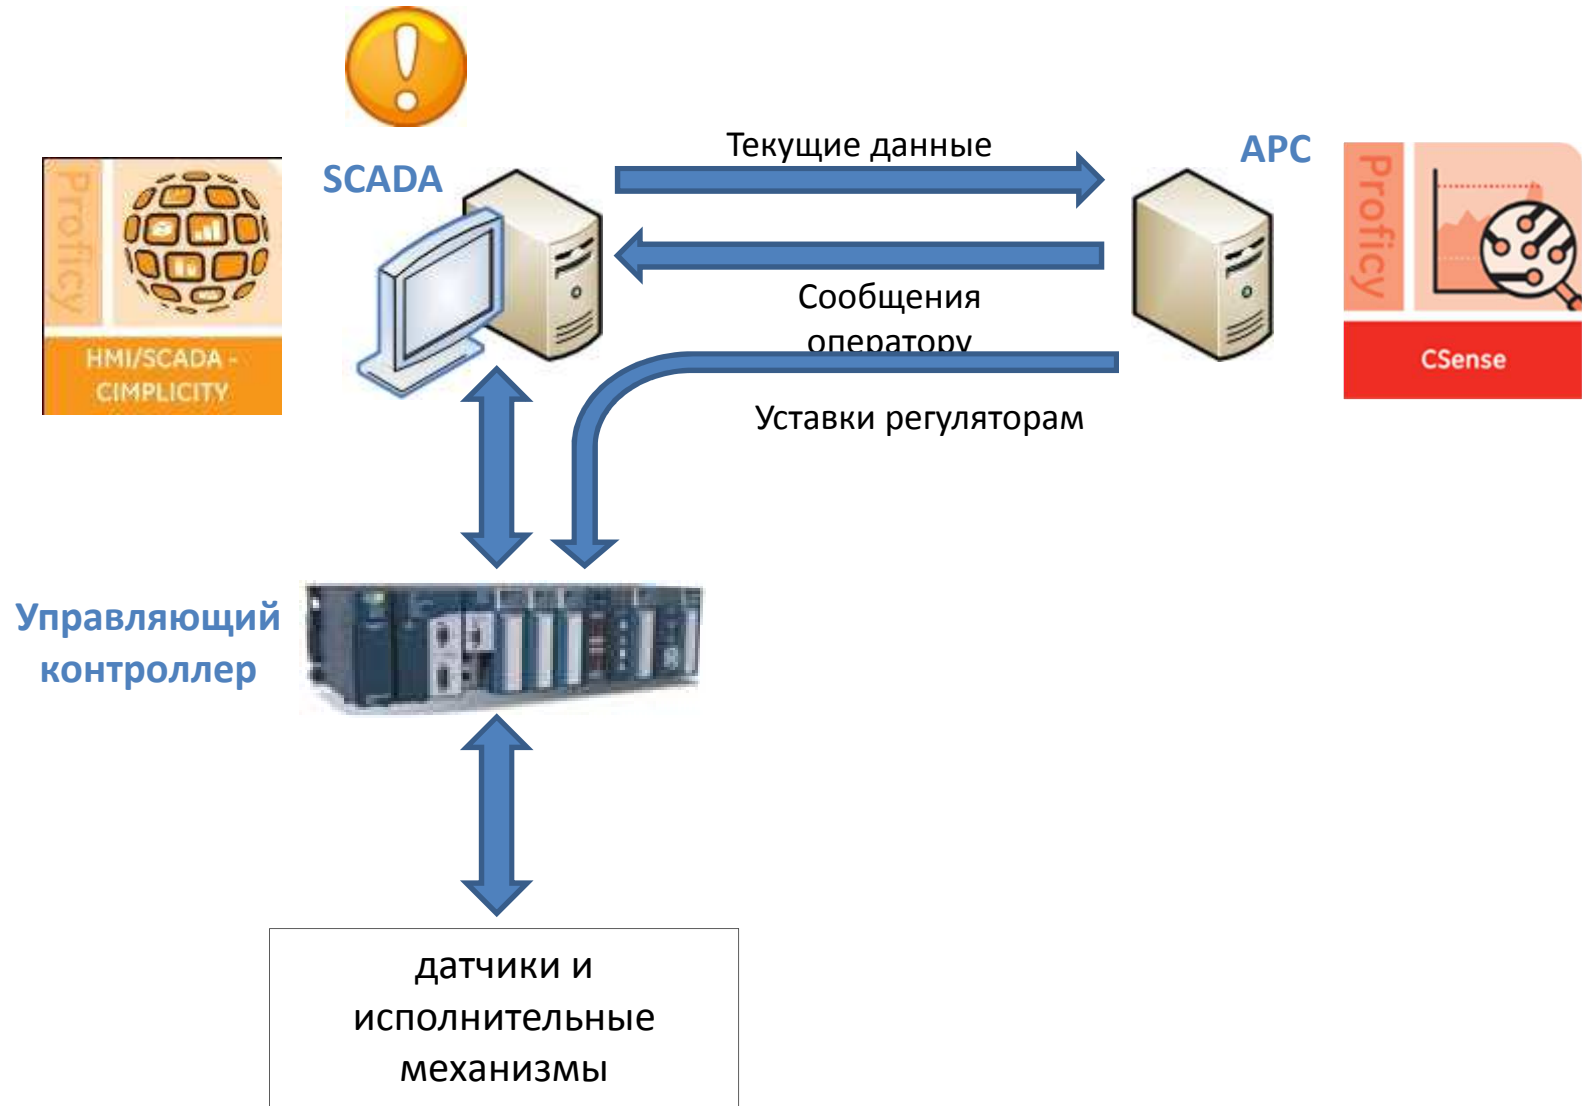 Текущие данные
APC
SCADA
Proficy
HMI/SCADA -
CIMPLICITY
Proficy
CSense
Сообщения
оператору
Уставки регуляторам
Управляющий
контроллер
датчики и
исполнительные
механизмы